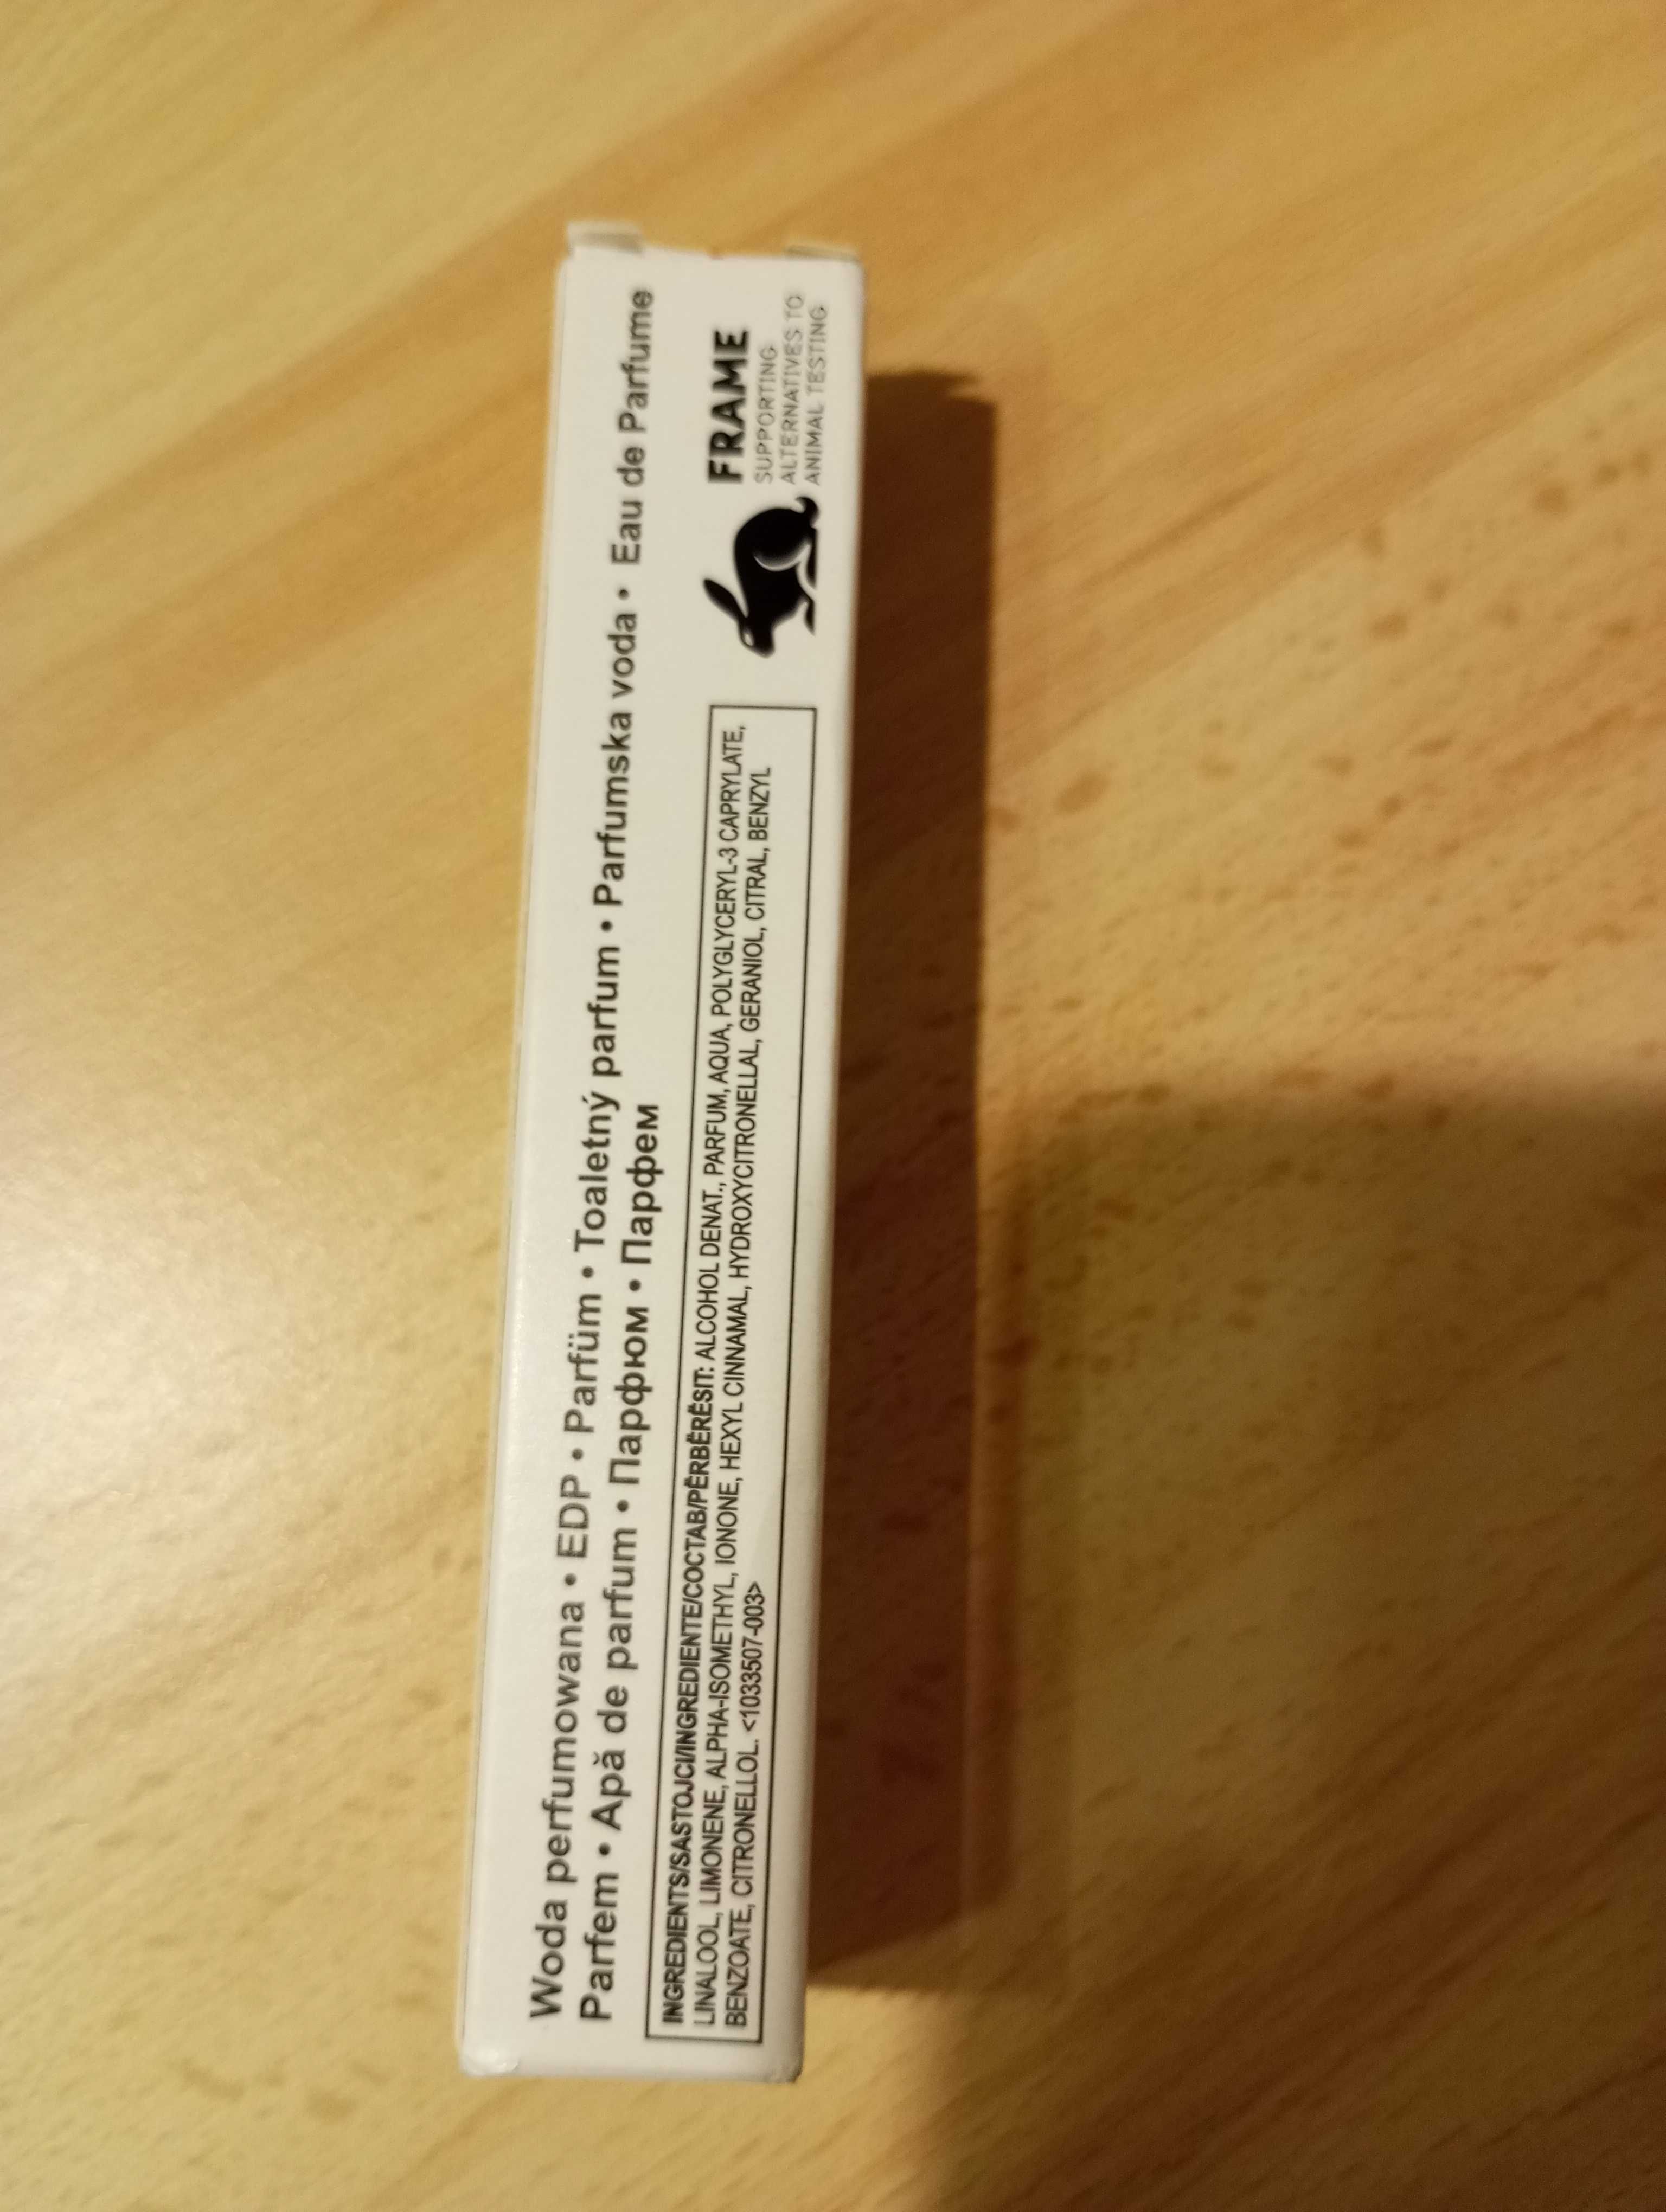 Woda perfumowana • EDP • Parfüm • Toaletný parfum • Parfumska voda • Eau de Parfume
Parfem • Apă de parfum • Парфюм • Парфем
INGREDIENTS/SASTOJCI/INGREDIENTE/СЪСТАВ/PËRBËRËSIT: ALCOHOL DENAT., PARFUM, AQUA, POLYGLYCERYL-3 CAPRYLATE,
LINALOOL, LIMONENE, ALPHA-ISOMETHYL, IONONE, HEXYL CINNAMAL, HYDROXYCITRONELLAL, GERANIOL, CITRAL, BENZYL
BENZOATE, CITRONELLOL. <1033507-003>
FRAME
SUPPORTING
ALTERNATIVES TO
ANIMAL TESTING